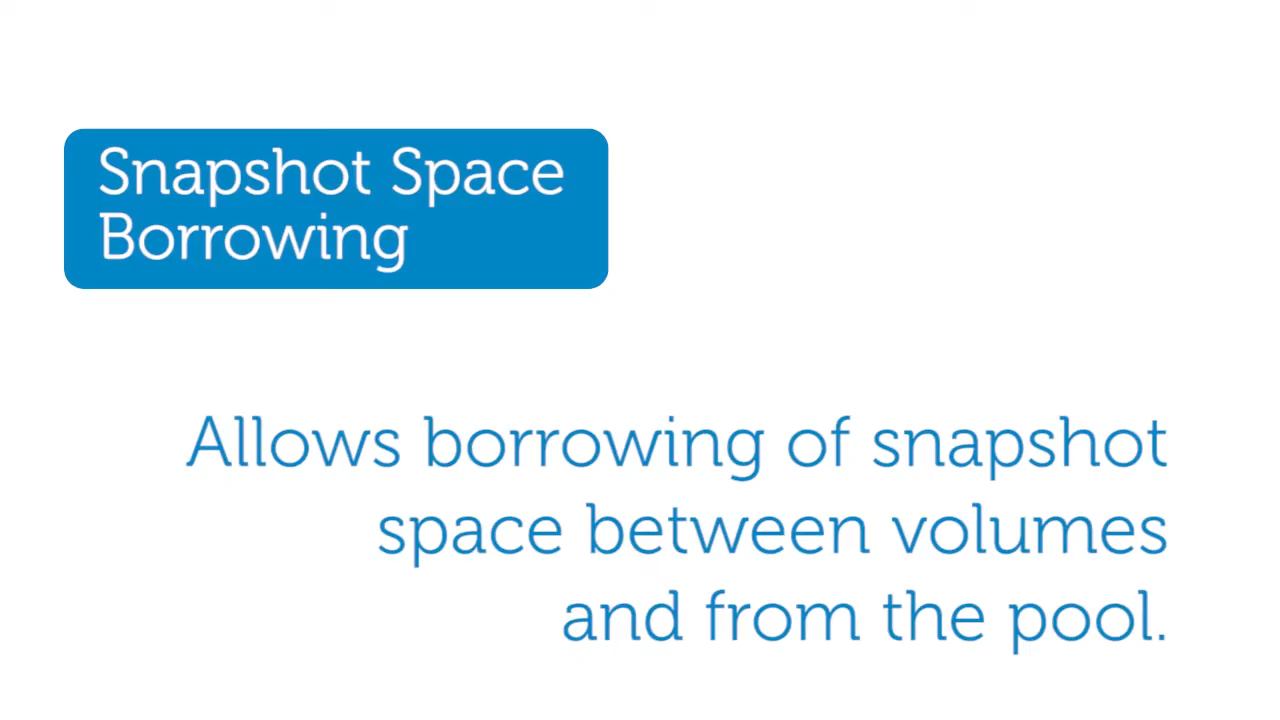 Snapshot Space
Borrowing
Allows borrowing of snapshot
space between volumes
and from the pool.